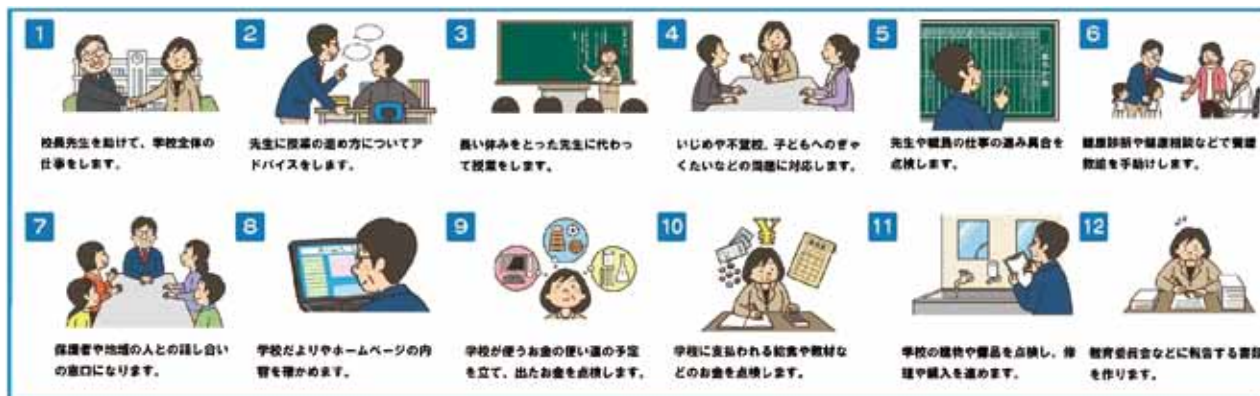 1
校長先生を助けて、学校全体の
仕事をします。
2
先生に授業の進め方についてア
ドバイスをします。
3
長い休みをとった先生に代わっ
て授業をします。
4
いじめや不登校、子どもへのぎゃ
くたいなどの問題に対応します。
5
先生や職員の仕事の進み具合を
点検します。
6
健康診断や健康相談などで養護
教諭を手助けします。
7
保護者や地域の人との話し合い
の窓口になります。
8
学校だよりやホームページの内
容を確かめます。
9
学校が使うお金の使い道の予定
を立て、出たお金を点検します。
10
学校に支払われる給食や教材な
どのお金を点検します。
11
学校の建物や備品を点検し、修
理や購入を進めます。
12
教育委員会などに報告する書類
を作ります。